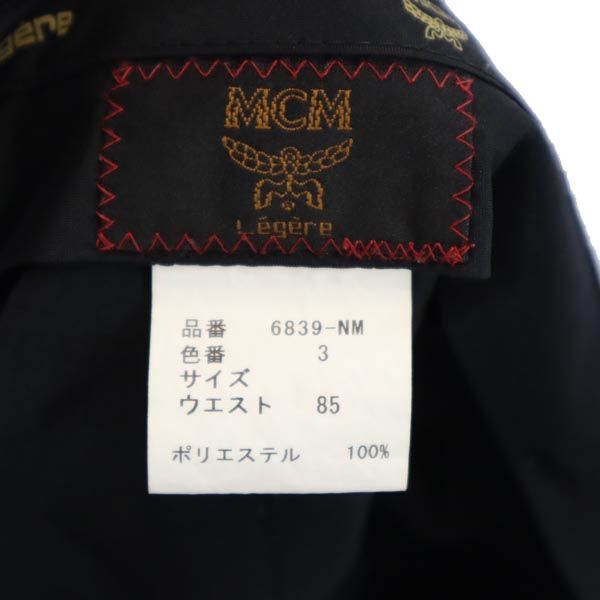 égère
MCM
Légère
品番 6839-NM
色番 3
サイズ
ウエスト 85
ポリエステル 100%